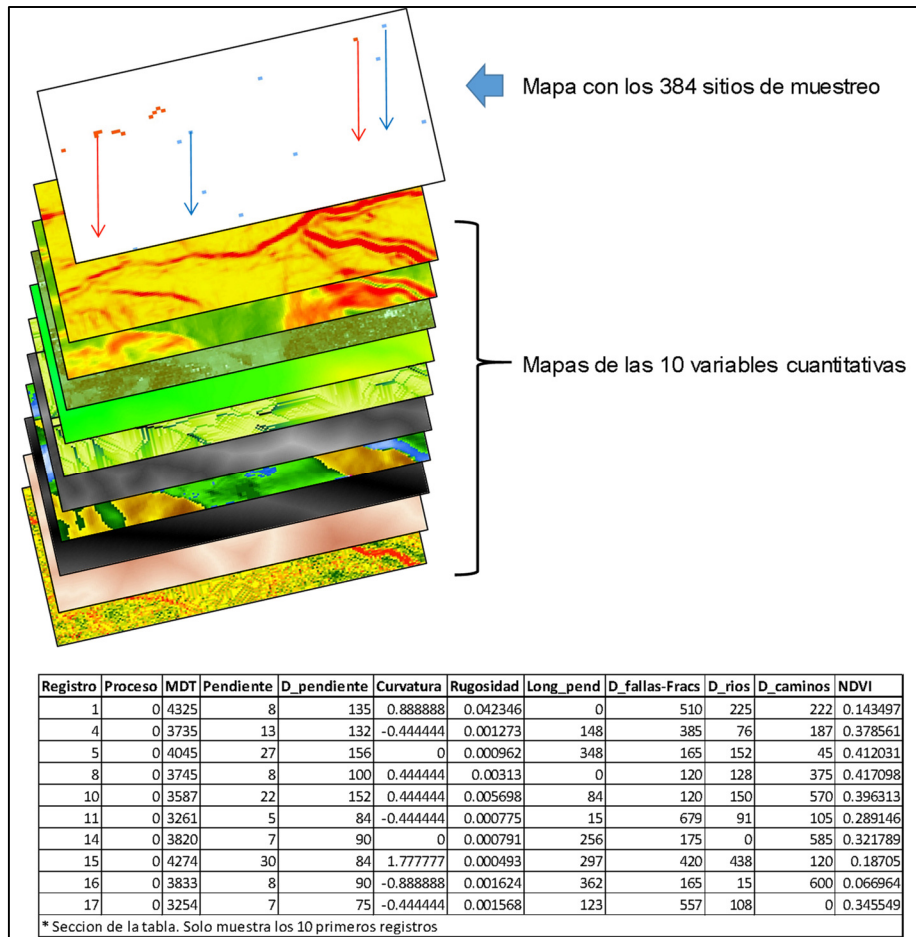 Mapa con los 384 sitios de muestreo
Mapas de las 10 variables cuantitativas
Registro Proceso MDT Pendiente D_pendiente Curvatura Rugosidad Long_pend D_fallas-Fracs D_rios D_caminos NDVI
1 0 4325 8 135 0.888888 0.042346 0 510 225 222 0.143497
4 0 3735 13 132 -0.444444 0.001273 148 385 76 187 0.378561
5 0 4045 27 156 0 0.000962 348 165 152 45 0.412031
8 0 3745 8 100 0.444444 0.00313 0 120 128 375 0.417098
10 0 3587 22 152 0.444444 0.005698 84 120 150 570 0.396313
11 0 3261 5 84 -0.444444 0.000775 15 679 91 105 0.289146
14 0 3820 7 90 0 0.000791 256 175 0 585 0.321789
15 0 4274 30 84 1.777777 0.000493 297 420 438 120 0.18705
16 0 3833 8 90 -0.888888 0.001624 362 165 15 600 0.066964
17 0 3254 7 75 -0.444444 0.001568 123 557 108 0 0.345549
* Seccion de la tabla. Solo muestra los 10 primeros registros